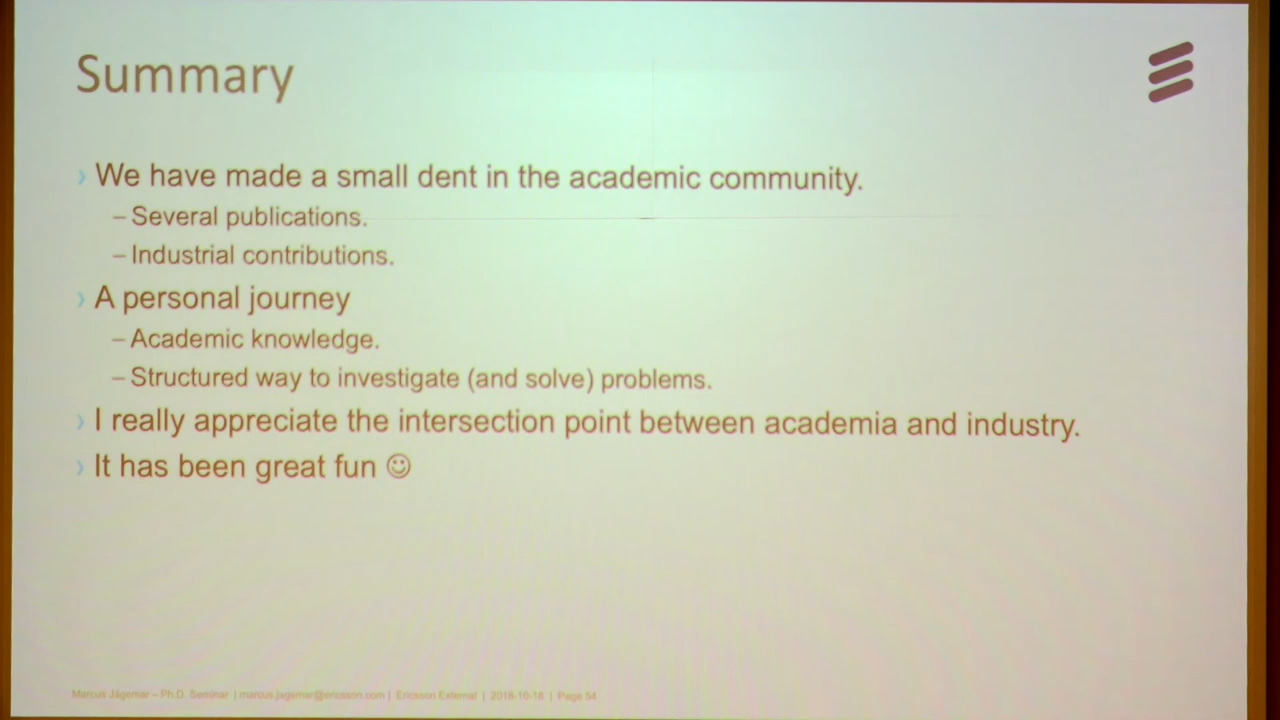 Summary
› We have made a small dent in the academic community.
– Several publications.
– Industrial contributions.
› A personal journey
– Academic knowledge.
– Structured way to investigate (and solve) problems.
› I really appreciate the intersection point between academia and industry.
› It has been great fun ☺
Marcus Jägemar – Ph.D. Seminar | marcus.jagemar@ericsson.com | Ericsson External | 2018-10-16 | Page 54